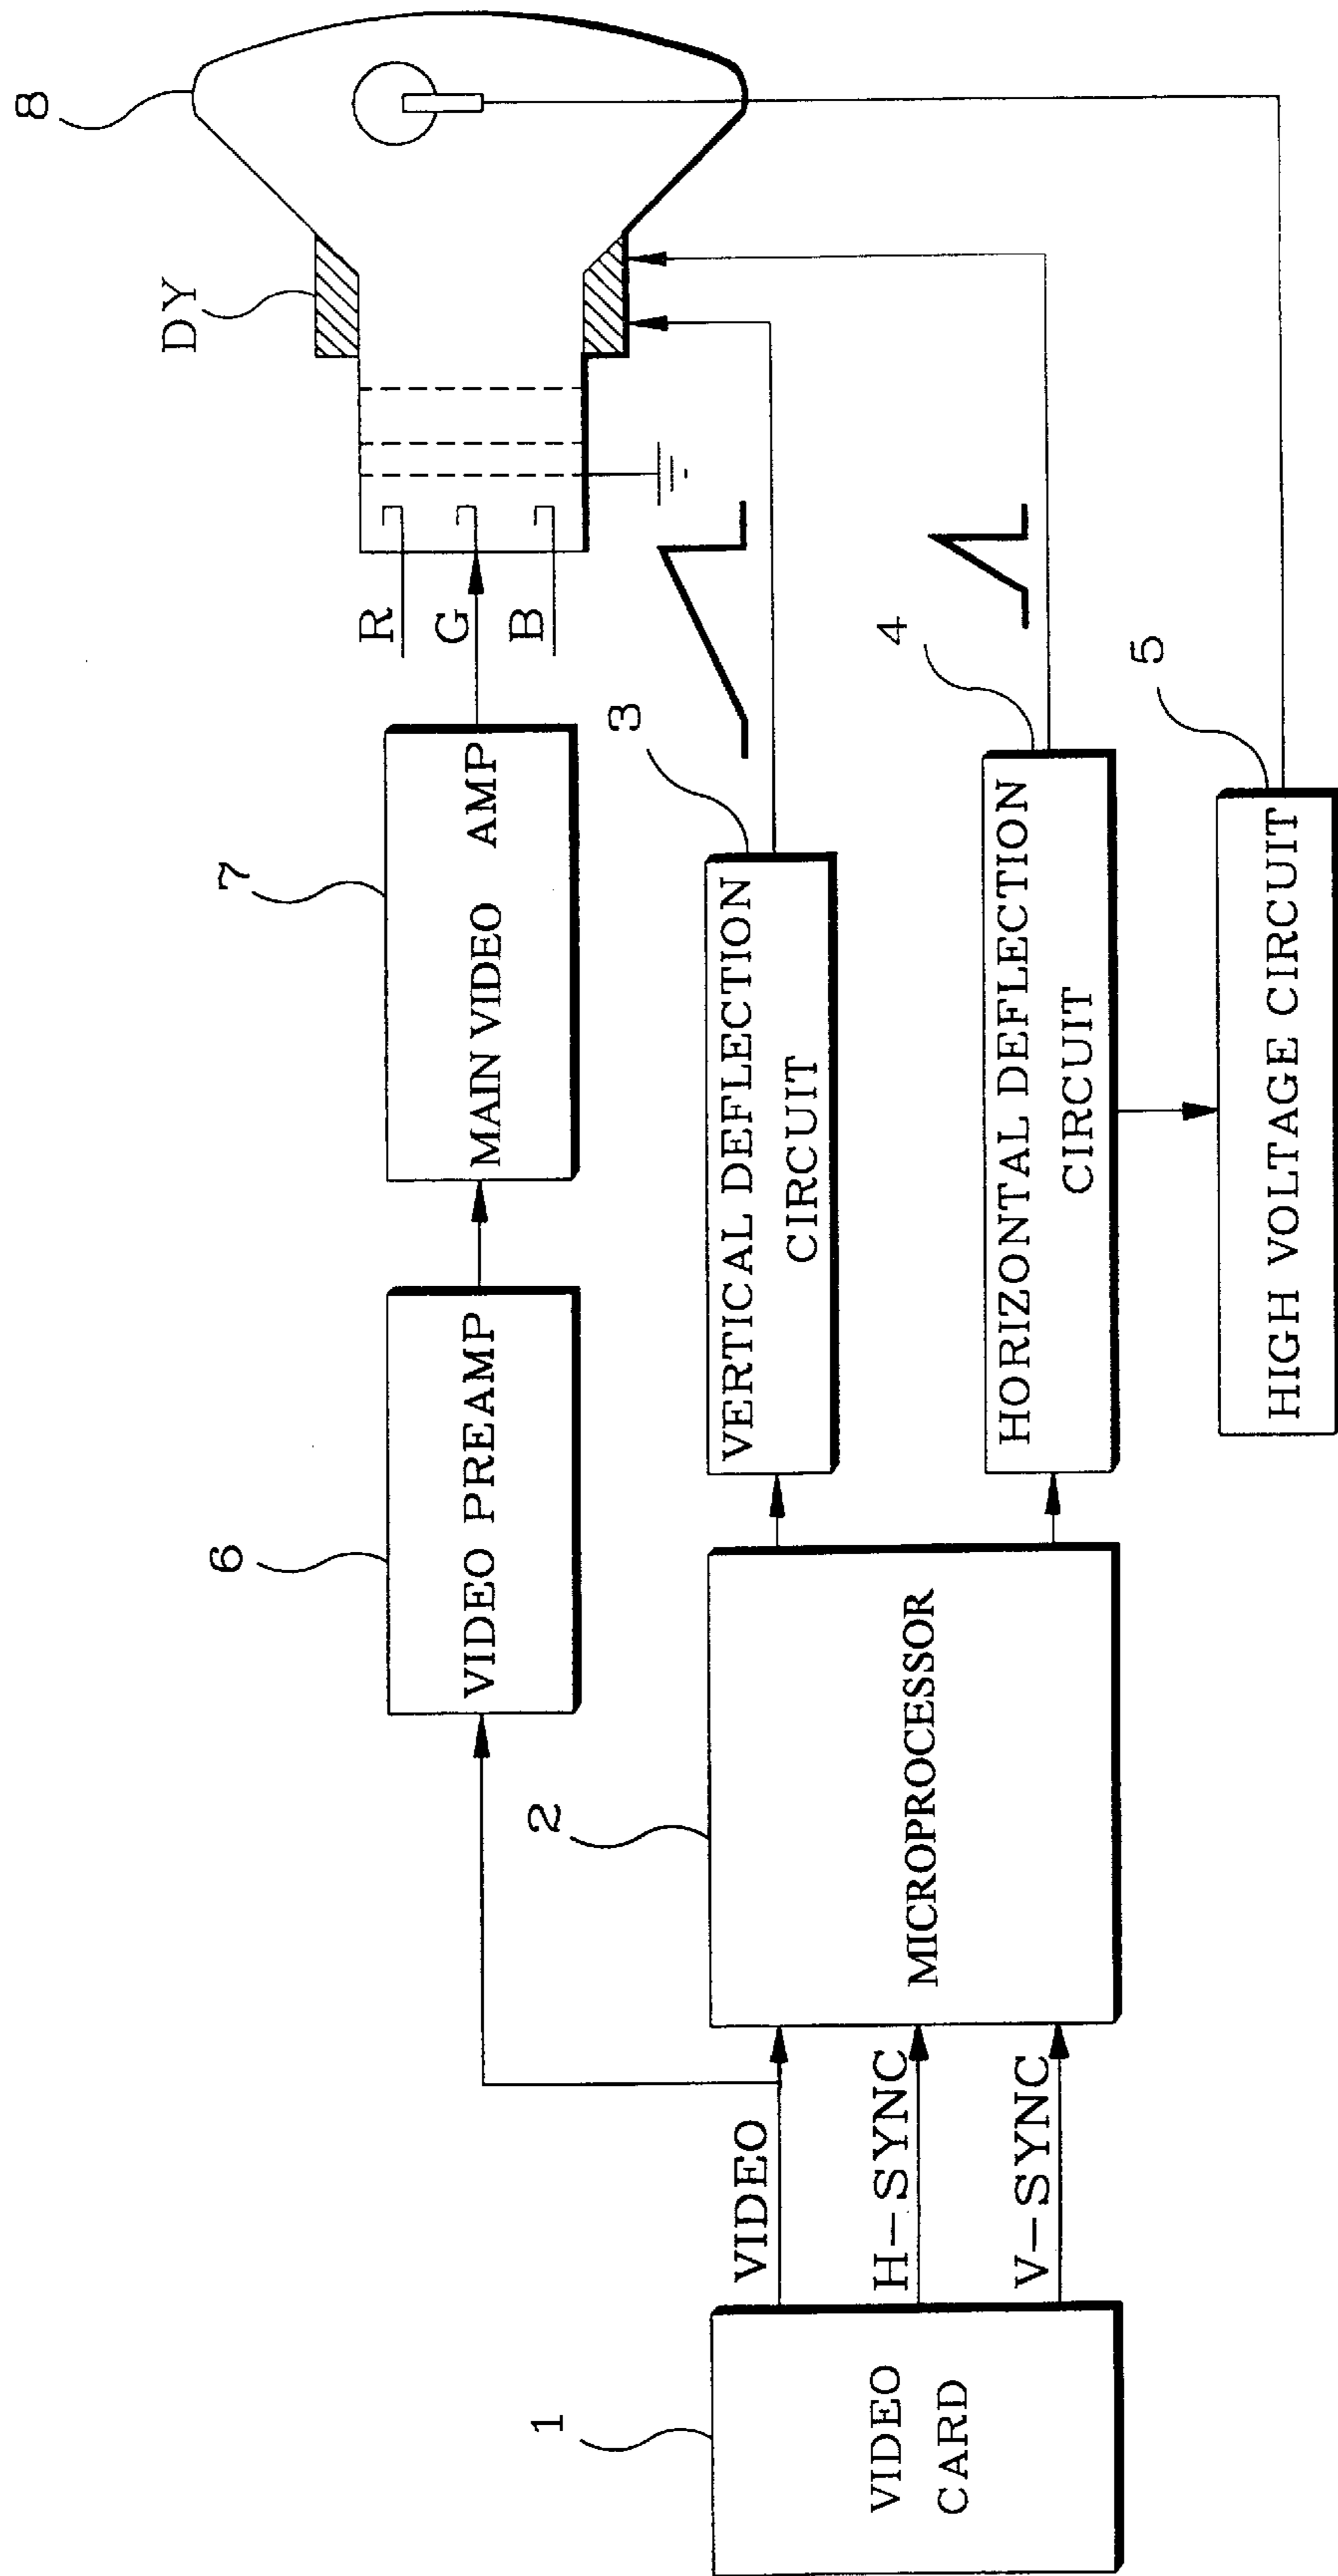 8
DY
R
G
B
7
MAIN VIDEO AMP
6
VIDEO PREAMP
3
VERTICAL DEFLECTION
CIRCUIT
4
HORIZONTAL DEFLECTION
CIRCUIT
5
HIGH VOLTAGE CIRCUIT
2
MICROPROCESSOR
VIDEO
H-SYNC
V-SYNC
1
VIDEO
CARD